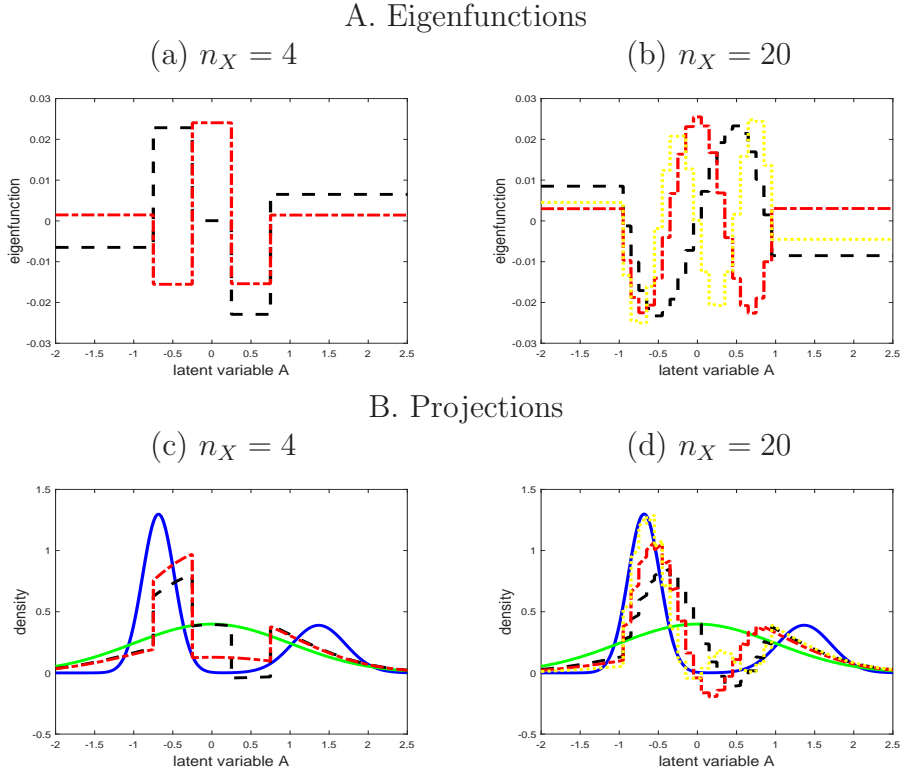 A. Eigenfunctions
(a) n_X = 4
(b) n_X = 20
0.03
0.02
0.01
0
-0.01
-0.02
-0.03
eigenfunction
-2 -1.5 -1 -0.5 0 0.5 1 1.5 2 2.5
latent variable A
0.03
0.02
0.01
0
-0.01
-0.02
-0.03
eigenfunction
-2 -1.5 -1 -0.5 0 0.5 1 1.5 2 2.5
latent variable A
B. Projections
(c) n_X = 4
(d) n_X = 20
1.5
1
0.5
0
-0.5
density
-2 -1.5 -1 -0.5 0 0.5 1 1.5 2 2.5
latent variable A
1.5
1
0.5
0
-0.5
density
-2 -1.5 -1 -0.5 0 0.5 1 1.5 2 2.5
latent variable A